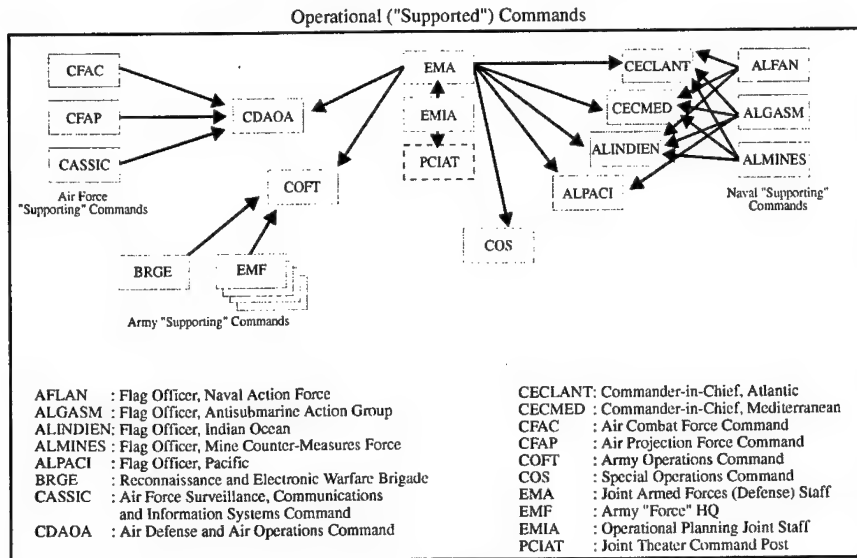 Operational ("Supported") Commands
CFAC
CFAP
CASSIC
Air Force
"Supporting" Commands
CDAOA
COFT
BRGE
EMF
Army "Supporting" Commands
EMA
EMIA
PCIAT
COS
CECLANT
CECMED
ALINDIEN
ALPACI
ALFAN
ALGASM
ALMINES
Naval "Supporting"
Commands
AFLAN : Flag Officer, Naval Action Force
ALGASM : Flag Officer, Antisubmarine Action Group
ALINDIEN: Flag Officer, Indian Ocean
ALMINES : Flag Officer, Mine Counter-Measures Force
ALPACI : Flag Officer, Pacific
BRGE : Reconnaissance and Electronic Warfare Brigade
CASSIC : Air Force Surveillance, Communications
and Information Systems Command
CDAOA : Air Defense and Air Operations Command
CECLANT: Commander-in-Chief, Atlantic
CECMED : Commander-in-Chief, Mediterranean
CFAC : Air Combat Force Command
CFAP : Air Projection Force Command
COFT : Army Operations Command
COS : Special Operations Command
EMA : Joint Armed Forces (Defense) Staff
EMF : Army "Force" HQ
EMIA : Operational Planning Joint Staff
PCIAT : Joint Theater Command Post